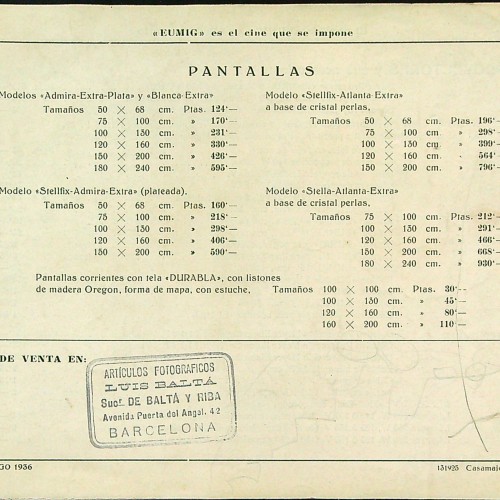 «EUMIG» es el cine que se impone
PANTALLAS
Modelos «Admira-Extra-Plata» y «Blanca-Extra»
Tamaños 50 × 68 cm. Ptas. 124'—
75 × 100 cm. » 170'—
100 × 130 cm. » 231'—
120 × 160 cm. » 330'—
150 × 200 cm. » 426'—
180 × 240 cm. » 595'—
Modelo «Stellfix-Atlanta-Extra»
a base de cristal perlas,
Tamaños 50 × 68 cm. Ptas. 196'—
75 × 100 cm. » 298'—
100 × 130 cm. » 399'—
120 × 160 cm. » 564'—
150 × 200 cm. » 796'—
Modelo «Stellfix-Admira-Extra» (plateada).
Tamaños 50 × 68 cm. Ptas. 160'—
75 × 100 cm. » 218'—
100 × 130 cm. » 298'—
120 × 160 cm. » 406'—
150 × 200 cm. » 590'—
Modelo «Stella-Atlanta-Extra»
a base de cristal perlas,
Tamaños 75 × 100 cm. Ptas. 212'—
100 × 130 cm. » 291'—
120 × 160 cm. » 466'—
150 × 200 cm. » 668'—
180 × 240 cm. » 930'—
Pantallas corrientes con tela «DURABLA», con listones
de madera Oregon, forma de mapa, con estuche,
Tamaños 100 × 100 cm. Ptas. 30'—
100 × 130 cm. » 45'—
120 × 160 cm. » 80'—
160 × 200 cm. » 110'—
DE VENTA EN:
ARTÍCULOS FOTOGRAFICOS
LUIS BALTÁ
Sucr. DE BALTÁ Y RIBA
Avenida Puerta del Angel, 42
BARCELONA
GO 1936
131925 Casamaj